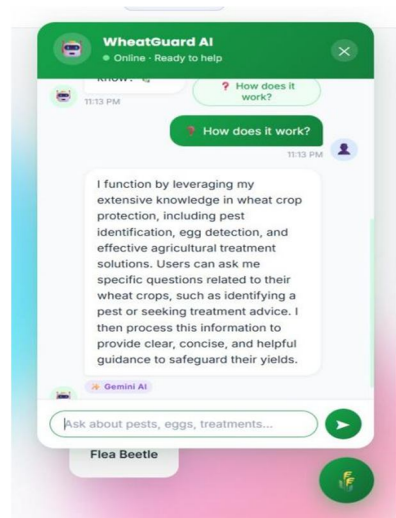 WheatGuard AI
Online · Ready to help
know?
❓ How does it
work?
11:13 PM
❓ How does it work?
11:13 PM
I function by leveraging my
extensive knowledge in wheat crop
protection, including pest
identification, egg detection, and
effective agricultural treatment
solutions. Users can ask me
specific questions related to their
wheat crops, such as identifying a
pest or seeking treatment advice. I
then process this information to
provide clear, concise, and helpful
guidance to safeguard their yields.
✨ Gemini AI
Ask about pests, eggs, treatments...
Flea Beetle